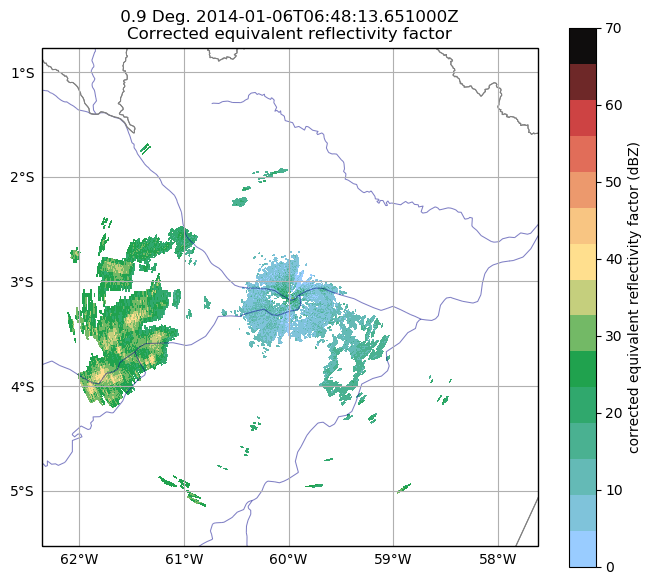 0.9 Deg. 2014-01-06T06:48:13.651000Z
Corrected equivalent reflectivity factor
1°S
2°S
3°S
4°S
5°S
62°W
61°W
60°W
59°W
58°W
70
60
50
40
30
20
10
0
corrected equivalent reflectivity factor (dBZ)